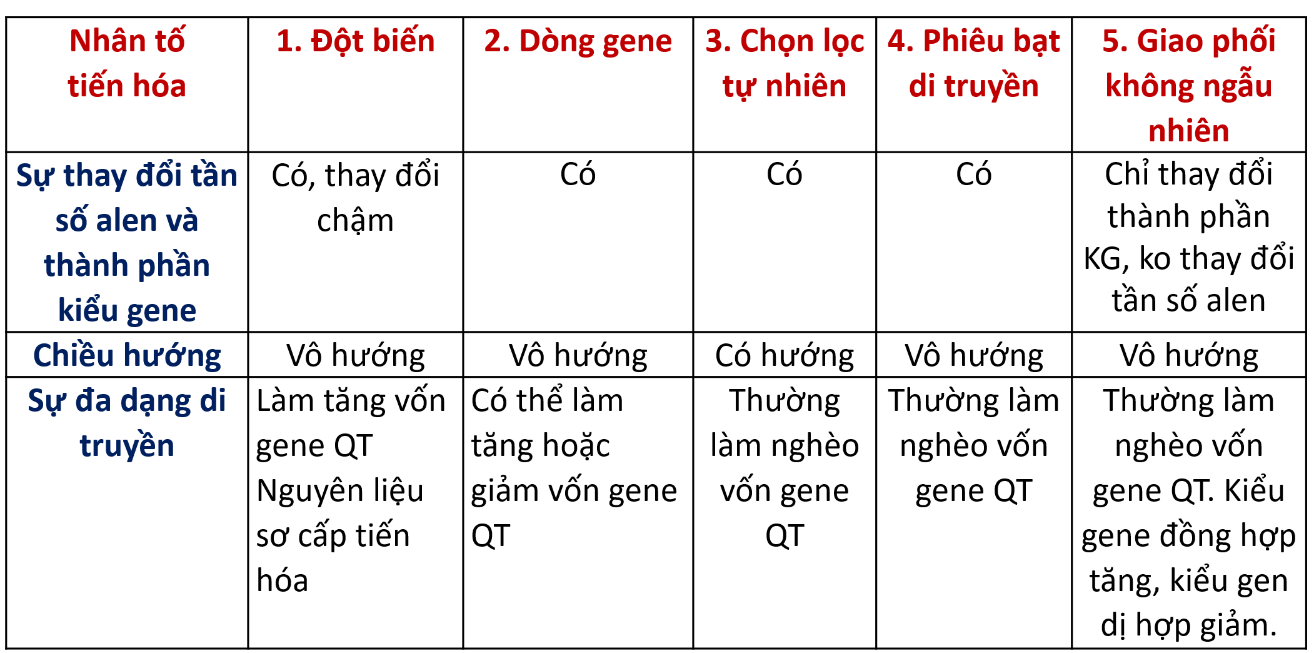 Nhân tố
tiến hóa
1. Đột biến
2. Dòng gene
3. Chọn lọc
tự nhiên
4. Phiêu bạt
di truyền
5. Giao phối
không ngẫu
nhiên
Sự thay đổi tần
số alen và
thành phần
kiểu gene
Có, thay đổi
chậm
Có
Có
Có
Chỉ thay đổi
thành phần
KG, ko thay đổi
tần số alen
Chiều hướng
Vô hướng
Vô hướng
Có hướng
Vô hướng
Vô hướng
Sự đa dạng di
truyền
Làm tăng vốn
gene QT
Nguyên liệu
sơ cấp tiến
hóa
Có thể làm
tăng hoặc
giảm vốn gene
QT
Thường
làm nghèo
vốn gene
QT
Thường làm
nghèo vốn
gene QT
Thường làm
nghèo vốn
gene QT. Kiểu
gene đồng hợp
tăng, kiểu gen
dị hợp giảm.